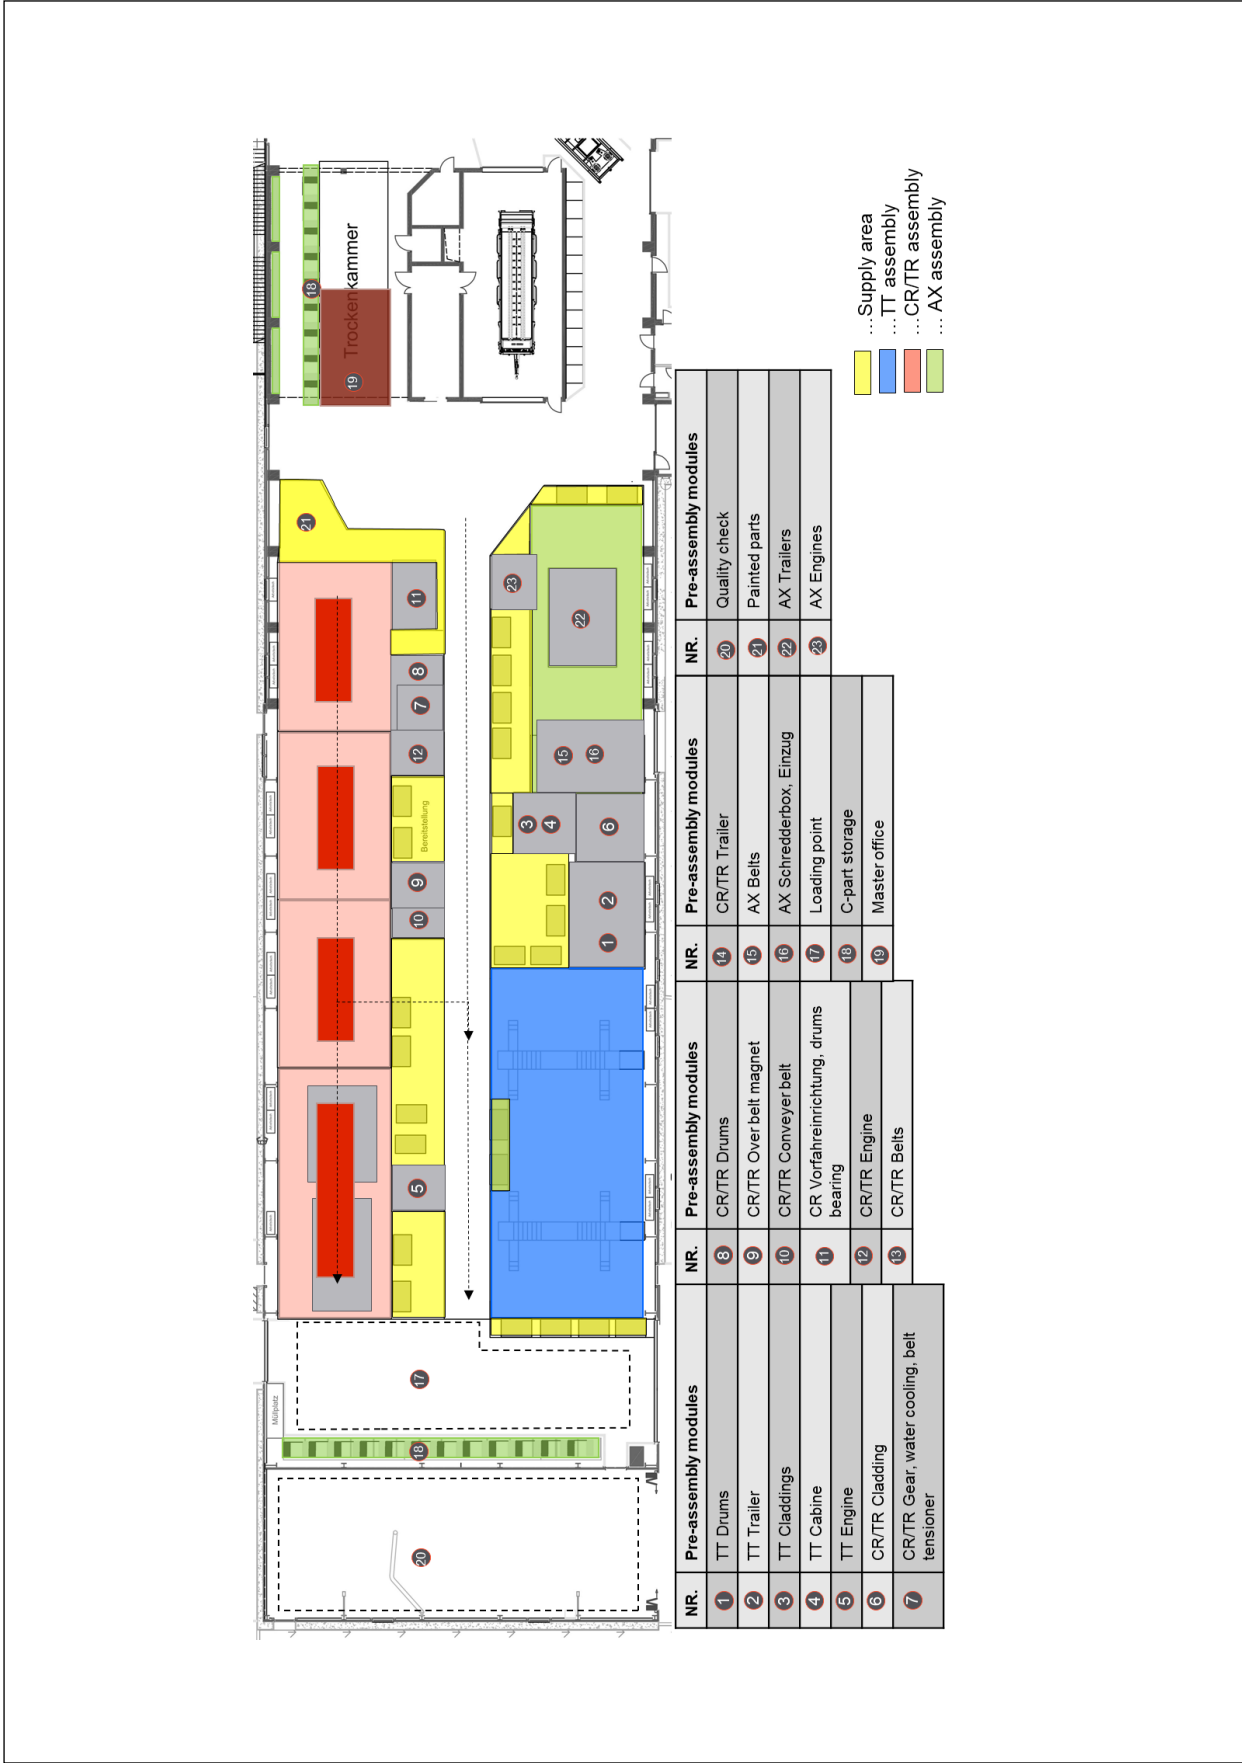 Trockenkammer
18
19
21
11
8
7
12
Bereitstellung
9
10
5
23
22
15
16
3
4
6
2
1
17
Müllplatz
18
20
...Supply area
...TT assembly
...CR/TR assembly
... AX assembly
NR. Pre-assembly modules
1 TT Drums
2 TT Trailer
3 TT Claddings
4 TT Cabine
5 TT Engine
6 CR/TR Cladding
7 CR/TR Gear, water cooling, belt
tensioner
NR. Pre-assembly modules
8 CR/TR Drums
9 CR/TR Over belt magnet
10 CR/TR Conveyer belt
11 CR Vorfahreinrichtung, drums
bearing
12 CR/TR Engine
13 CR/TR Belts
NR. Pre-assembly modules
14 CR/TR Trailer
15 AX Belts
16 AX Schredderbox, Einzug
17 Loading point
18 C-part storage
19 Master office
NR. Pre-assembly modules
20 Quality check
21 Painted parts
22 AX Trailers
23 AX Engines